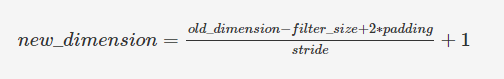 new_dimension = (old_dimension−filter_size+2*padding)/stride + 1